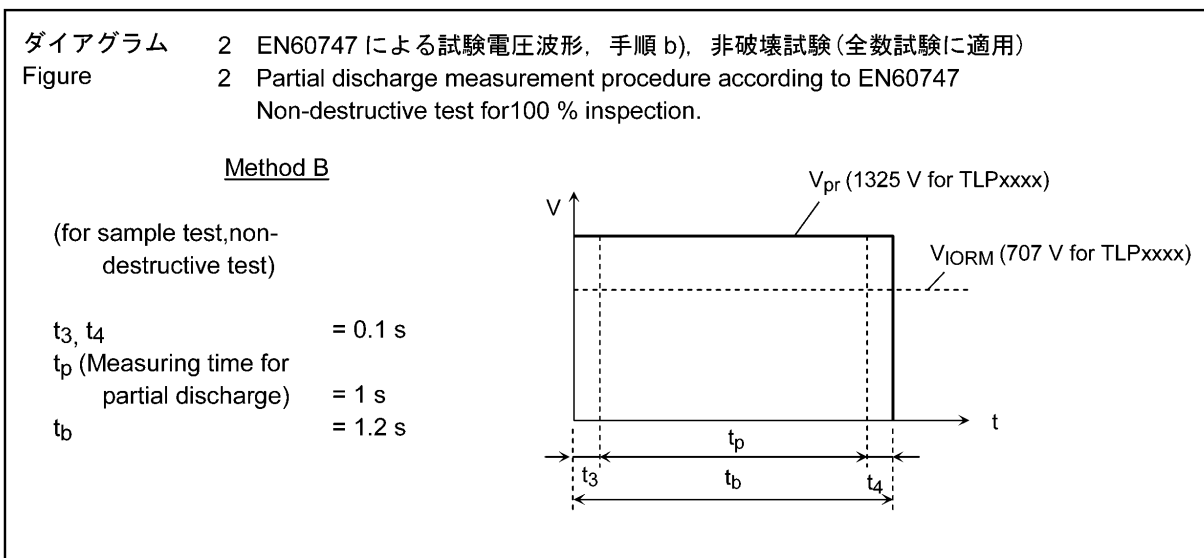 ダイアグラム 2 EN60747 による試験電圧波形, 手順 b), 非破壊試験(全数試験に適用)
Figure 2 Partial discharge measurement procedure according to EN60747
Non-destructive test for100 % inspection.
Method B
(for sample test,non-
destructive test)
t3, t4 = 0.1 s
tp (Measuring time for
partial discharge) = 1 s
tb = 1.2 s
Vpr (1325 V for TLPxxxx)
V
VIORM (707 V for TLPxxxx)
t
tp
t3 tb t4